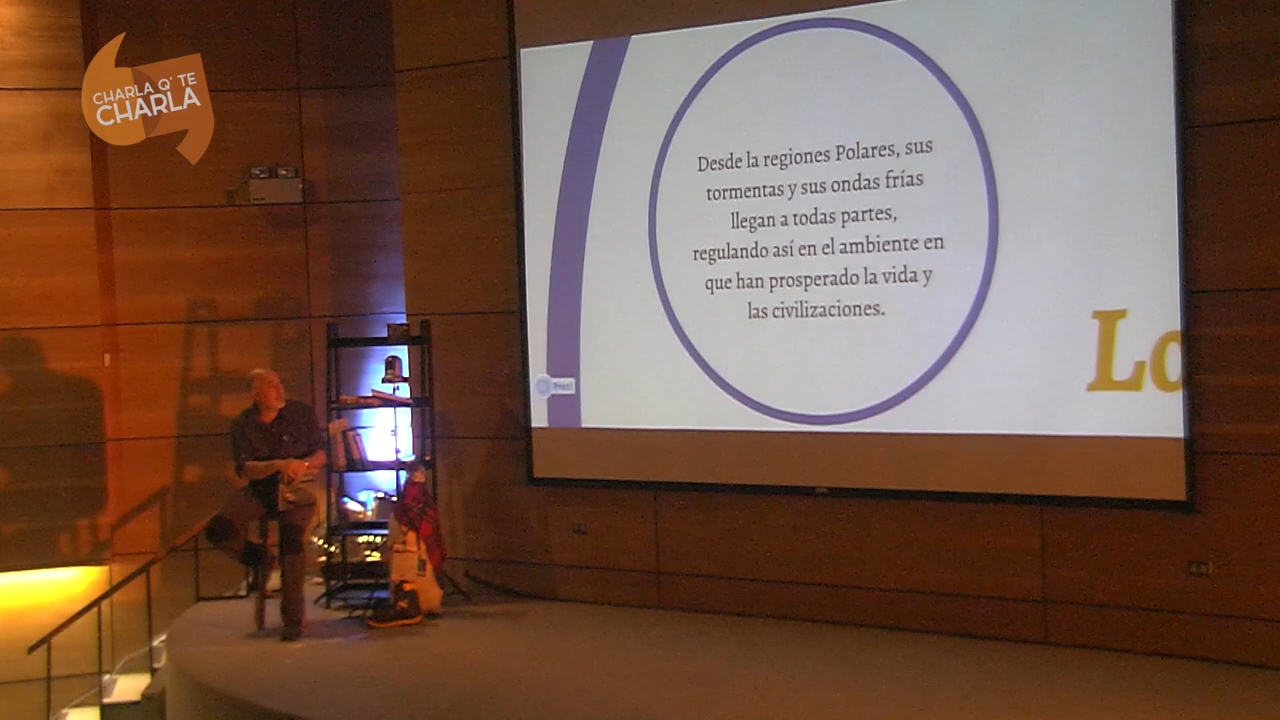 CHARLA Q' TE
CHARLA
Desde la regiones Polares, sus
tormentas y sus ondas frías
llegan a todas partes,
regulando así en el ambiente en
que han prosperado la vida y
las civilizaciones.
Lo
Prezi